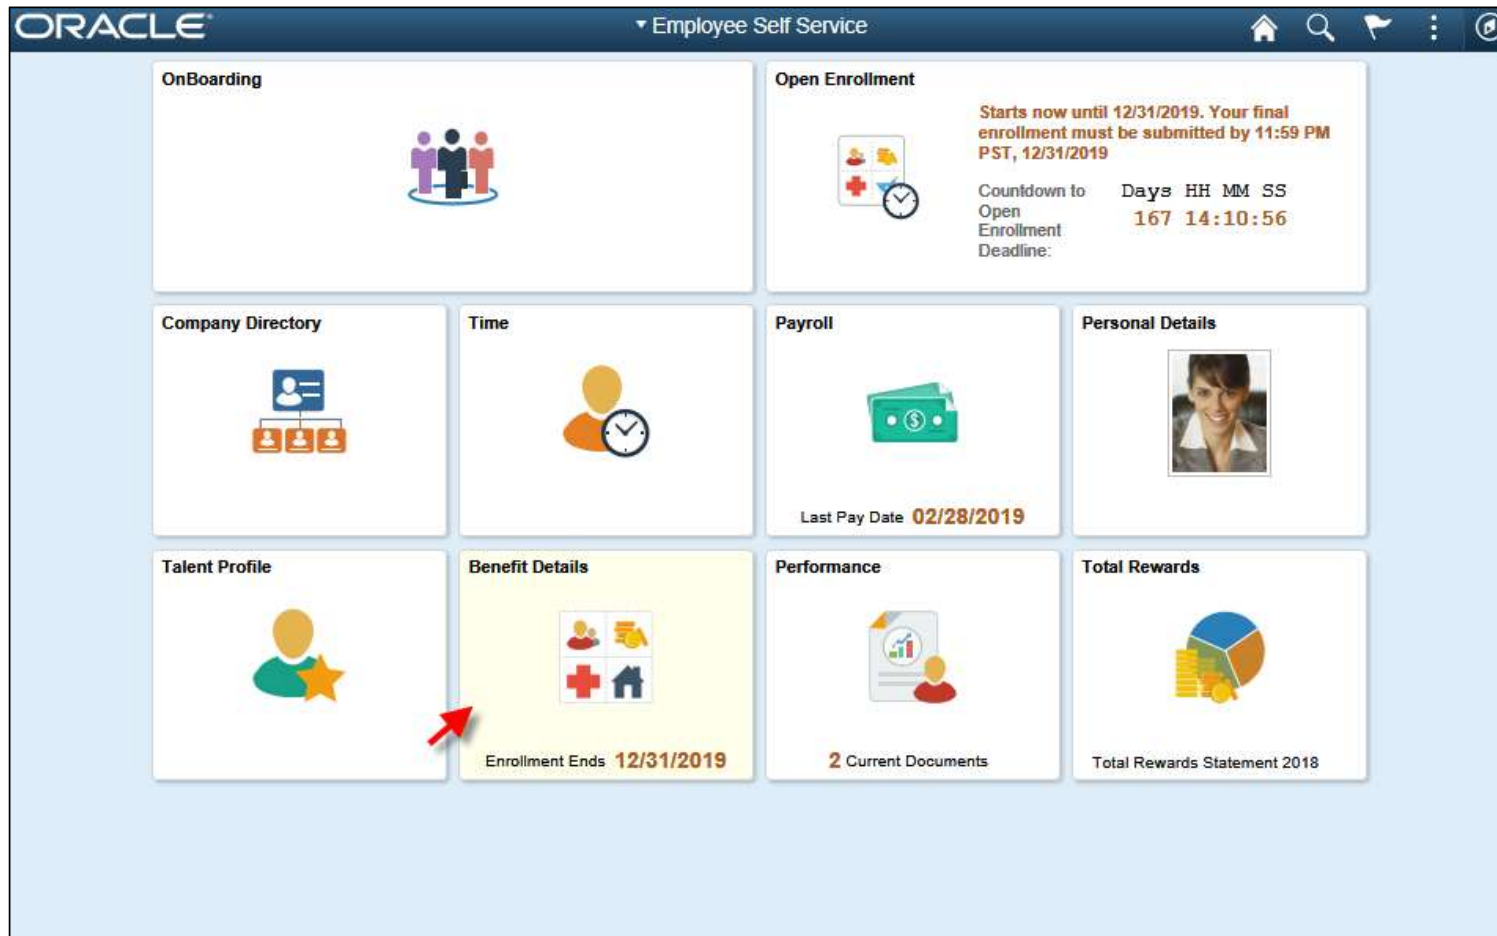 ORACLE
Employee Self Service
OnBoarding
Open Enrollment
Starts now until 12/31/2019. Your final
enrollment must be submitted by 11:59 PM
PST, 12/31/2019
Countdown to
Open
Enrollment
Deadline:
Days HH MM SS
167 14:10:56
Company Directory
Time
Payroll
Last Pay Date 02/28/2019
Personal Details
Talent Profile
Benefit Details
Enrollment Ends 12/31/2019
Performance
2 Current Documents
Total Rewards
Total Rewards Statement 2018